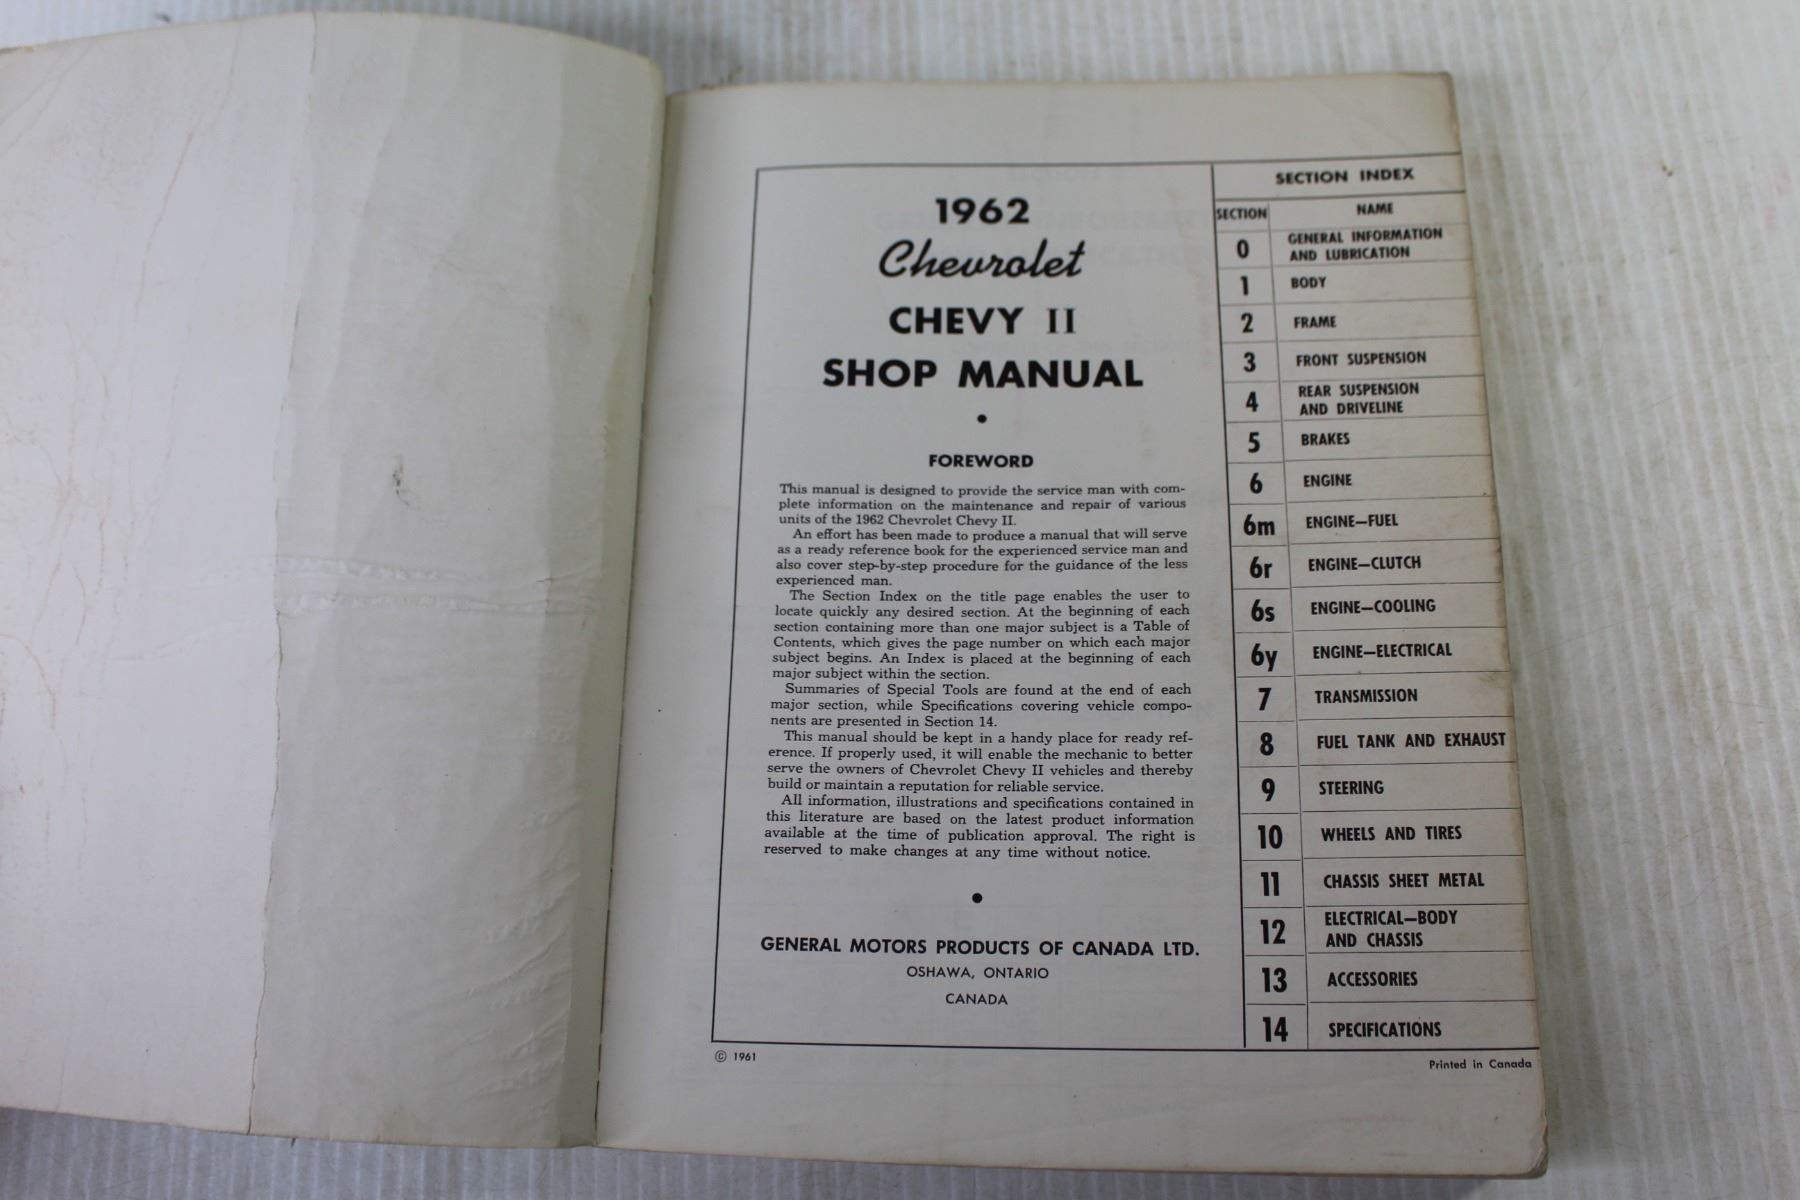 1962
Chevrolet
CHEVY II
SHOP MANUAL
•
FOREWORD
This manual is designed to provide the service man with com-
plete information on the maintenance and repair of various
units of the 1962 Chevrolet Chevy II.
An effort has been made to produce a manual that will serve
as a ready reference book for the experienced service man and
also cover step-by-step procedure for the guidance of the less
experienced man.
The Section Index on the title page enables the user to
locate quickly any desired section. At the beginning of each
section containing more than one major subject is a Table of
Contents, which gives the page number on which each major
subject begins. An Index is placed at the beginning of each
major subject within the section.
Summaries of Special Tools are found at the end of each
major section, while Specifications covering vehicle compo-
nents are presented in Section 14.
This manual should be kept in a handy place for ready ref-
erence. If properly used, it will enable the mechanic to better
serve the owners of Chevrolet Chevy II vehicles and thereby
build or maintain a reputation for reliable service.
All information, illustrations and specifications contained in
this literature are based on the latest product information
available at the time of publication approval. The right is
reserved to make changes at any time without notice.
•
GENERAL MOTORS PRODUCTS OF CANADA LTD.
OSHAWA, ONTARIO
CANADA
© 1961
SECTION INDEX
SECTION NAME
0 GENERAL INFORMATION
AND LUBRICATION
1 BODY
2 FRAME
3 FRONT SUSPENSION
4 REAR SUSPENSION
AND DRIVELINE
5 BRAKES
6 ENGINE
6m ENGINE—FUEL
6r ENGINE—CLUTCH
6s ENGINE—COOLING
6y ENGINE—ELECTRICAL
7 TRANSMISSION
8 FUEL TANK AND EXHAUST
9 STEERING
10 WHEELS AND TIRES
11 CHASSIS SHEET METAL
12 ELECTRICAL—BODY
AND CHASSIS
13 ACCESSORIES
14 SPECIFICATIONS
Printed in Canada